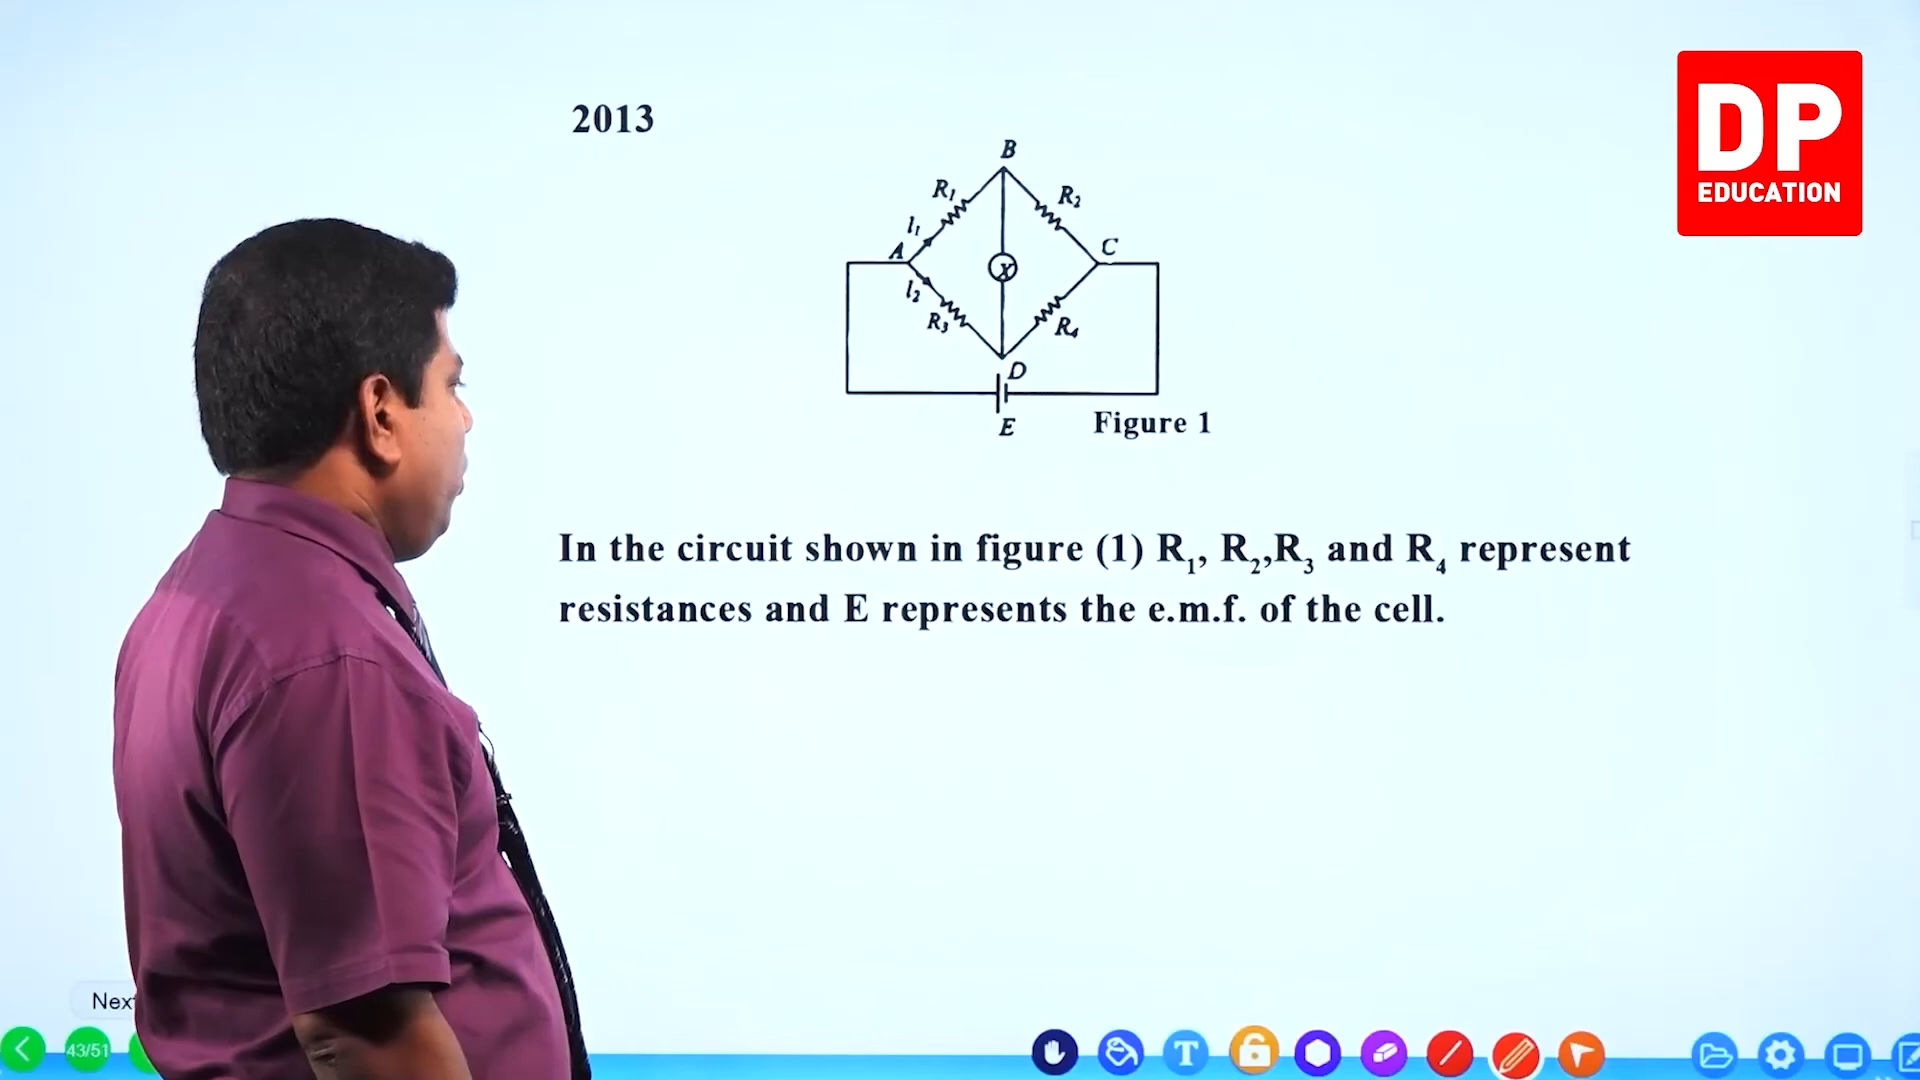 2013
DP
EDUCATION
B
R1
R2
I1
A
C
X
I2
R3
R4
D
E
Figure 1
In the circuit shown in figure (1) R1, R2,R3 and R4 represent
resistances and E represents the e.m.f. of the cell.
Next
43/51
T